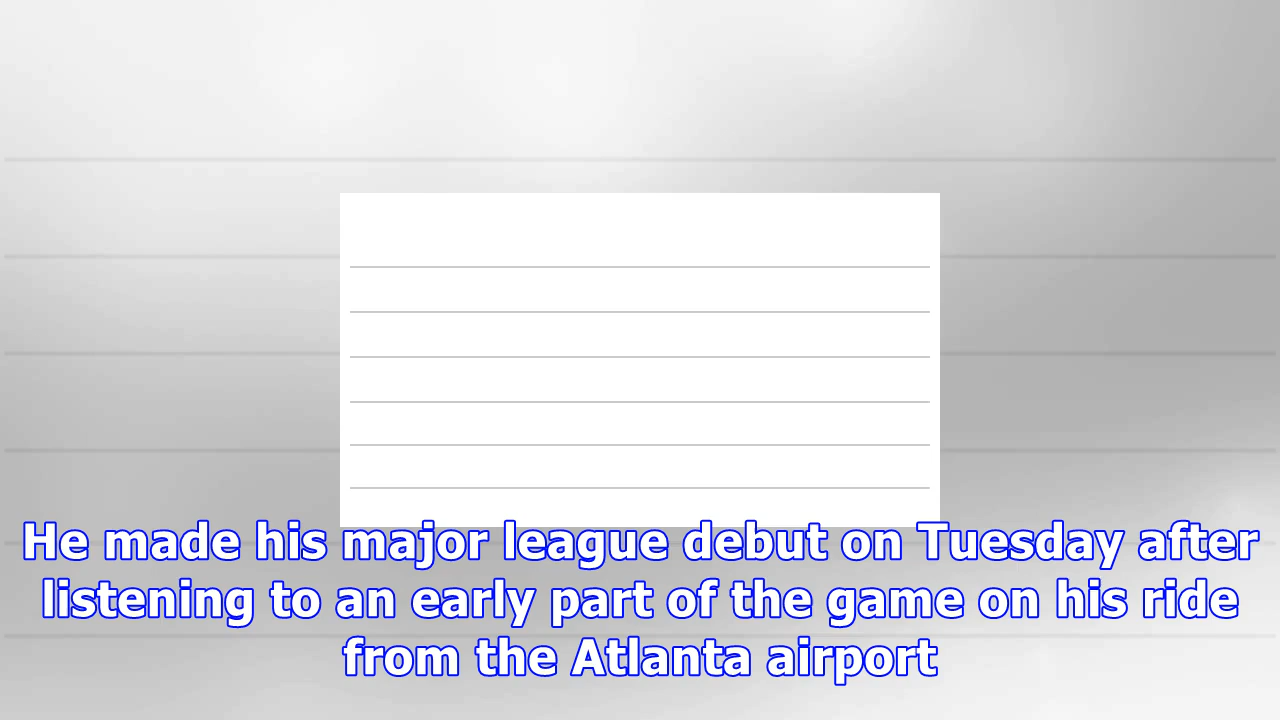 He made his major league debut on Tuesday after
listening to an early part of the game on his ride
from the Atlanta airport